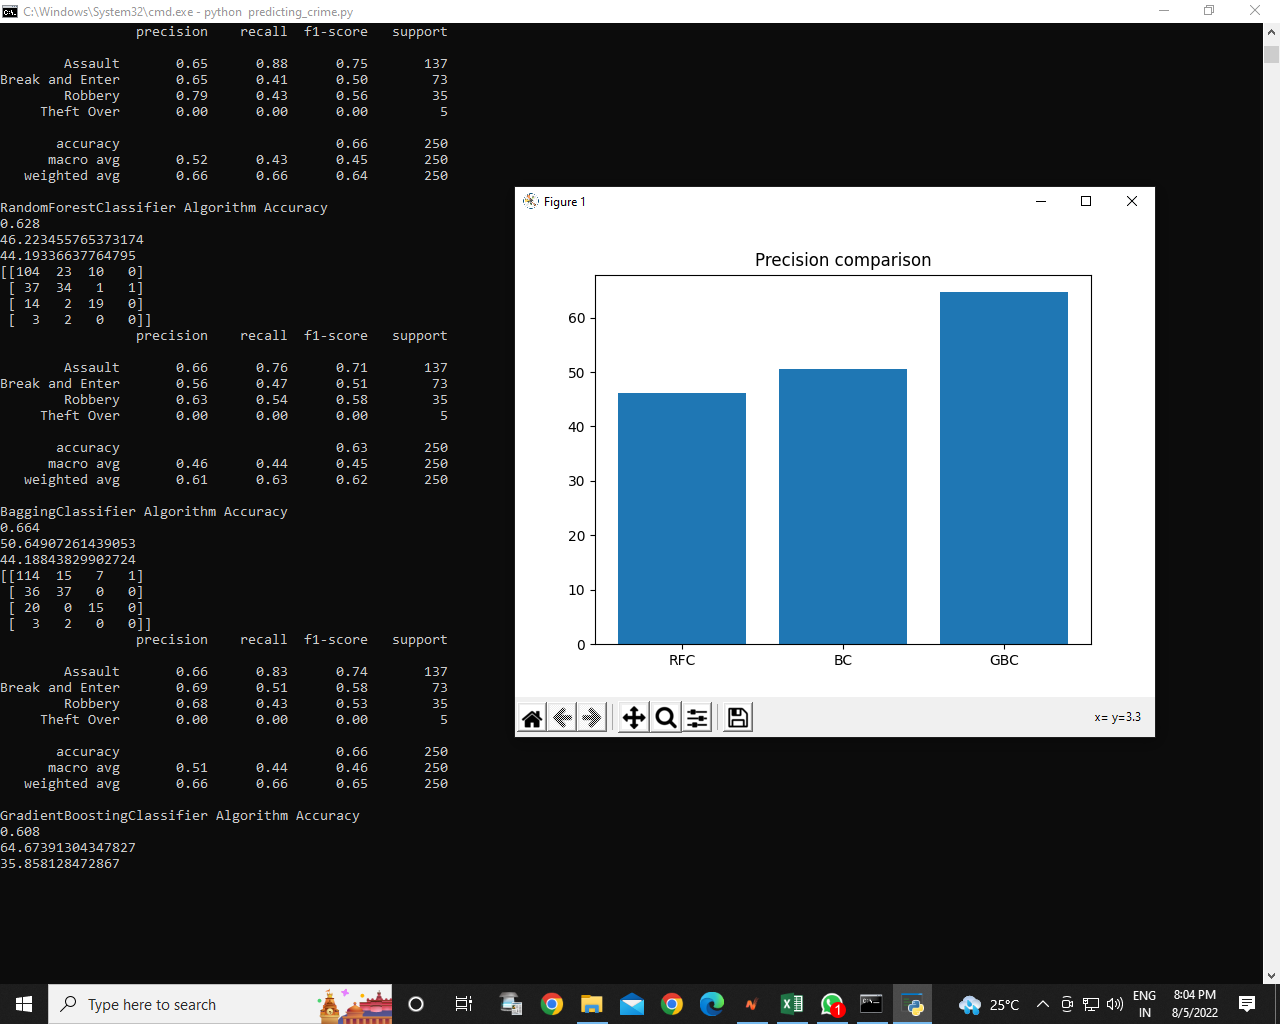 C:\Windows\System32\cmd.exe - python  predicting_crime.py
precision recall f1-score support
Assault 0.65 0.88 0.75 137
Break and Enter 0.65 0.41 0.50 73
Robbery 0.79 0.43 0.56 35
Theft Over 0.00 0.00 0.00 5
accuracy 0.66 250
macro avg 0.52 0.43 0.45 250
weighted avg 0.66 0.66 0.64 250
RandomForestClassifier Algorithm Accuracy
0.628
46.223455765373174
44.19336637764795
[[104  23  10   0]
[ 37  34   1   1]
[ 14   2  19   0]
[  3   2   0   0]]
precision recall f1-score support
Assault 0.66 0.76 0.71 137
Break and Enter 0.56 0.47 0.51 73
Robbery 0.63 0.54 0.58 35
Theft Over 0.00 0.00 0.00 5
accuracy 0.63 250
macro avg 0.46 0.44 0.45 250
weighted avg 0.61 0.63 0.62 250
BaggingClassifier Algorithm Accuracy
0.664
50.64907261439053
44.18843829902724
[[114  15   7   1]
[ 36  37   0   0]
[ 20   0  15   0]
[  3   2   0   0]]
precision recall f1-score support
Assault 0.66 0.83 0.74 137
Break and Enter 0.69 0.51 0.58 73
Robbery 0.68 0.43 0.53 35
Theft Over 0.00 0.00 0.00 5
accuracy 0.66 250
macro avg 0.51 0.44 0.46 250
weighted avg 0.66 0.66 0.65 250
GradientBoostingClassifier Algorithm Accuracy
0.608
64.67391304347827
35.858128472867
Figure 1
Precision comparison
60
50
40
30
20
10
0
RFC BC GBC
x= y=3.3
Type here to search
1
25°C
ENG
IN
8:04 PM
8/5/2022